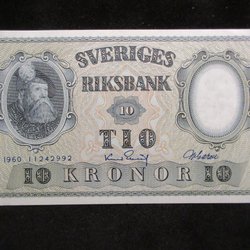 SVERIGES
RIKSBANK
10
TIO
1960 11242992
10 KRONOR 10